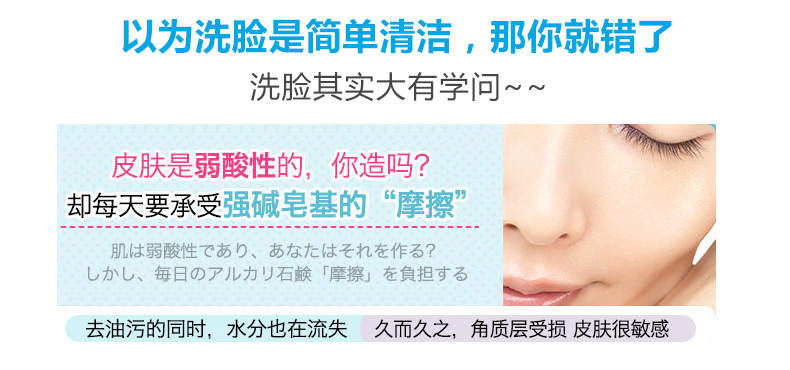 以为洗脸是简单清洁，那你就错了
洗脸其实大有学问~~
皮肤是弱酸性的，你造吗？
却每天要承受强碱皂基的“摩擦”
肌は弱酸性であり、あなたはそれを作る？
しかし、毎日のアルカリ石鹸「摩擦」を負担する
去油污的同时，水分也在流失 久而久之，角质层受损 皮肤很敏感